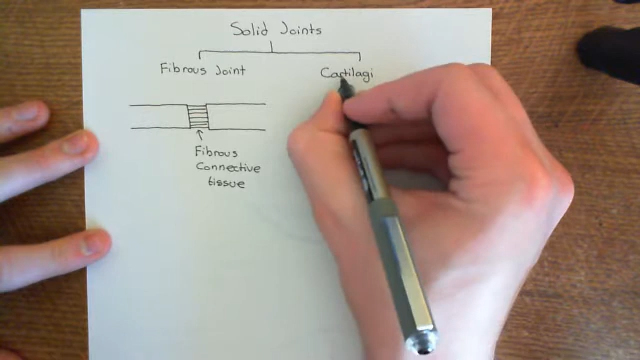 Solid Joints
Fibrous Joint
Cartilagi
Fibrous
Connective
tissue